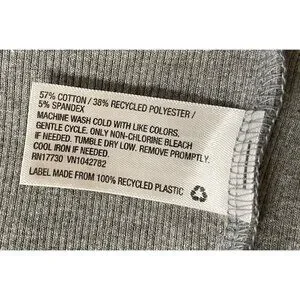 57% COTTON / 38% RECYCLED POLYESTER /
5% SPANDEX
MACHINE WASH COLD WITH LIKE COLORS.
GENTLE CYCLE. ONLY NON-CHLORINE BLEACH
IF NEEDED. TUMBLE DRY LOW. REMOVE PROMPTLY.
COOL IRON IF NEEDED.
RN17730 VN1042782
LABEL MADE FROM 100% RECYCLED PLASTIC